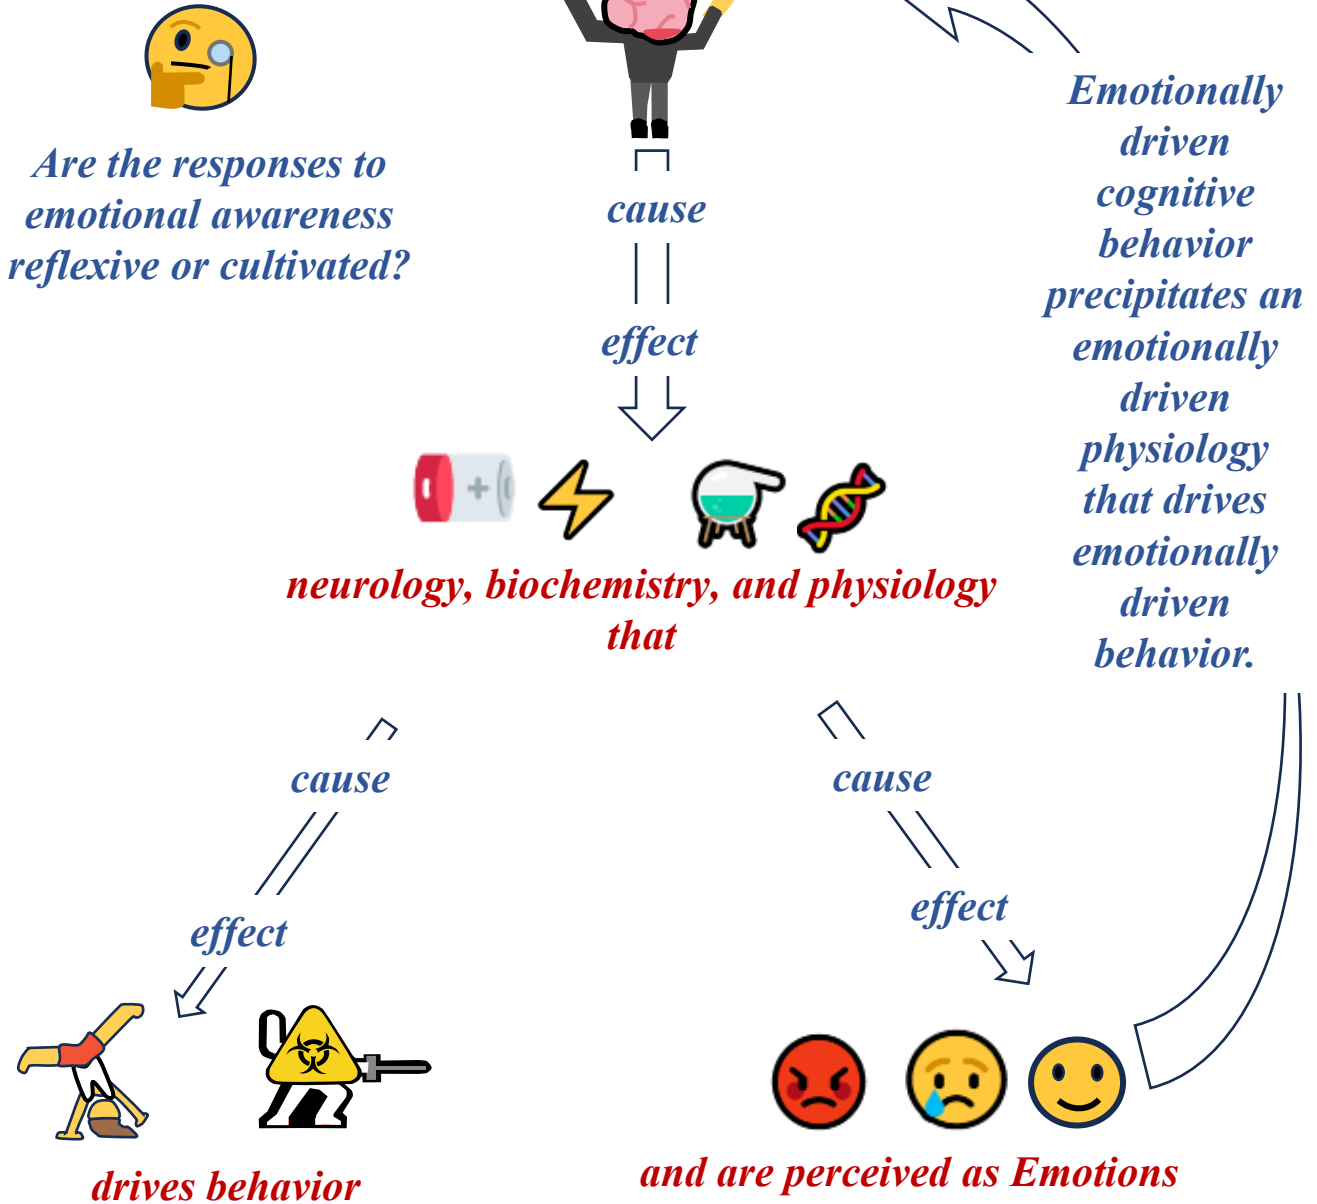 Are the responses to
emotional awareness
reflexive or cultivated?
cause
effect
Emotionally
driven
cognitive
behavior
precipitates an
emotionally
driven
physiology
that drives
emotionally
driven
behavior.
neurology, biochemistry, and physiology
that
cause
effect
cause
effect
drives behavior
and are perceived as Emotions